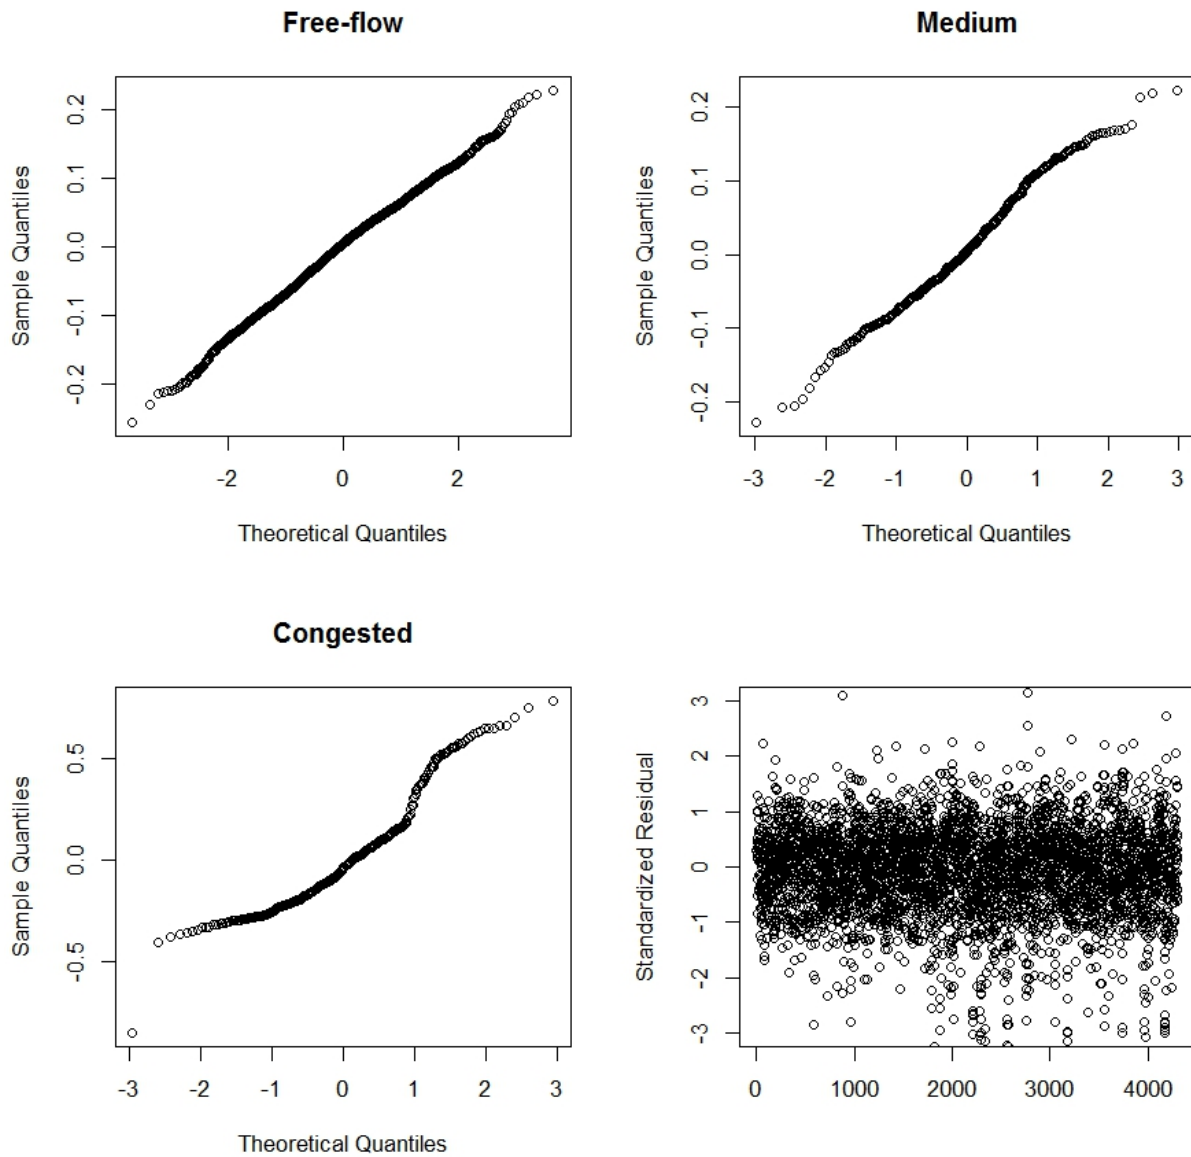 Free-flow
Sample Quantiles
0.2
0.1
0.0
-0.1
-0.2
-2 0 2
Theoretical Quantiles
Medium
Sample Quantiles
0.2
0.1
0.0
-0.1
-0.2
-3 -2 -1 0 1 2 3
Theoretical Quantiles
Congested
Sample Quantiles
0.5
0.0
-0.5
-3 -2 -1 0 1 2 3
Theoretical Quantiles
Standardized Residual
3
2
1
0
-1
-2
-3
0 1000 2000 3000 4000